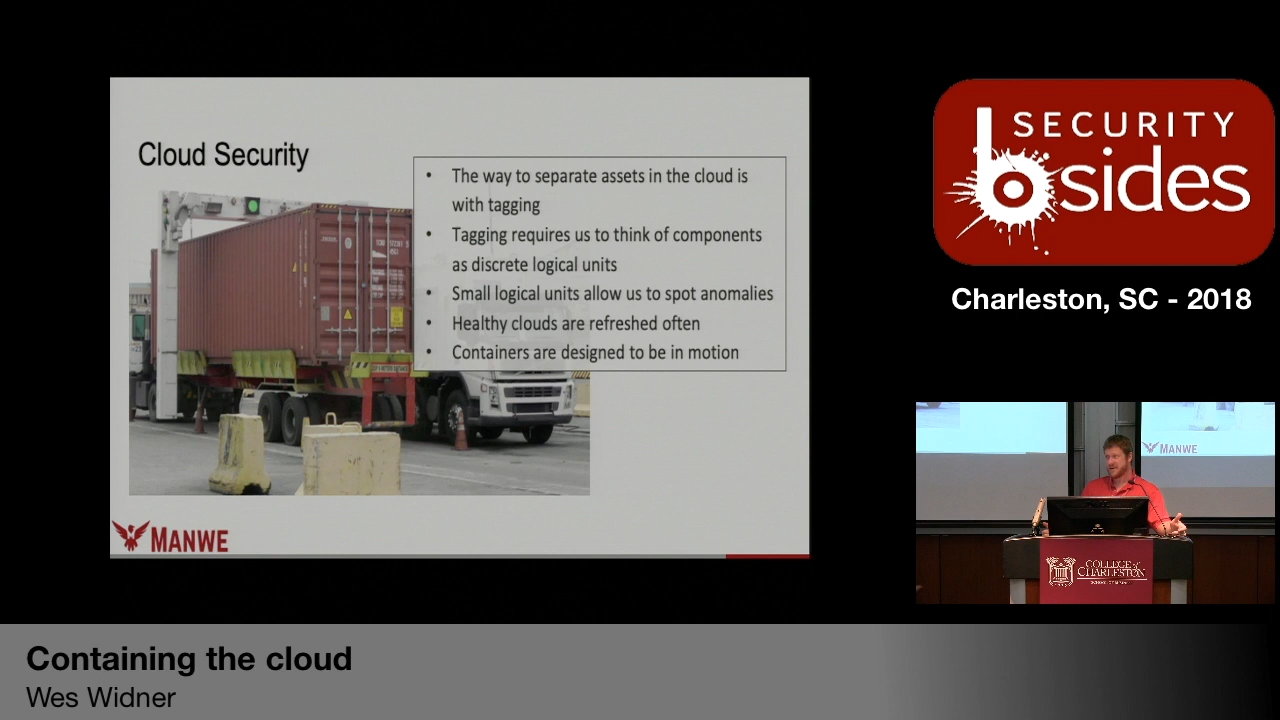 Cloud Security
• The way to separate assets in the cloud is
with tagging
• Tagging requires us to think of components
as discrete logical units
• Small logical units allow us to spot anomalies
• Healthy clouds are refreshed often
• Containers are designed to be in motion
MANWE
SECURITY
bsides
Charleston, SC - 2018
MANWE
COLLEGE of
CHARLESTON
Containing the cloud
Wes Widner